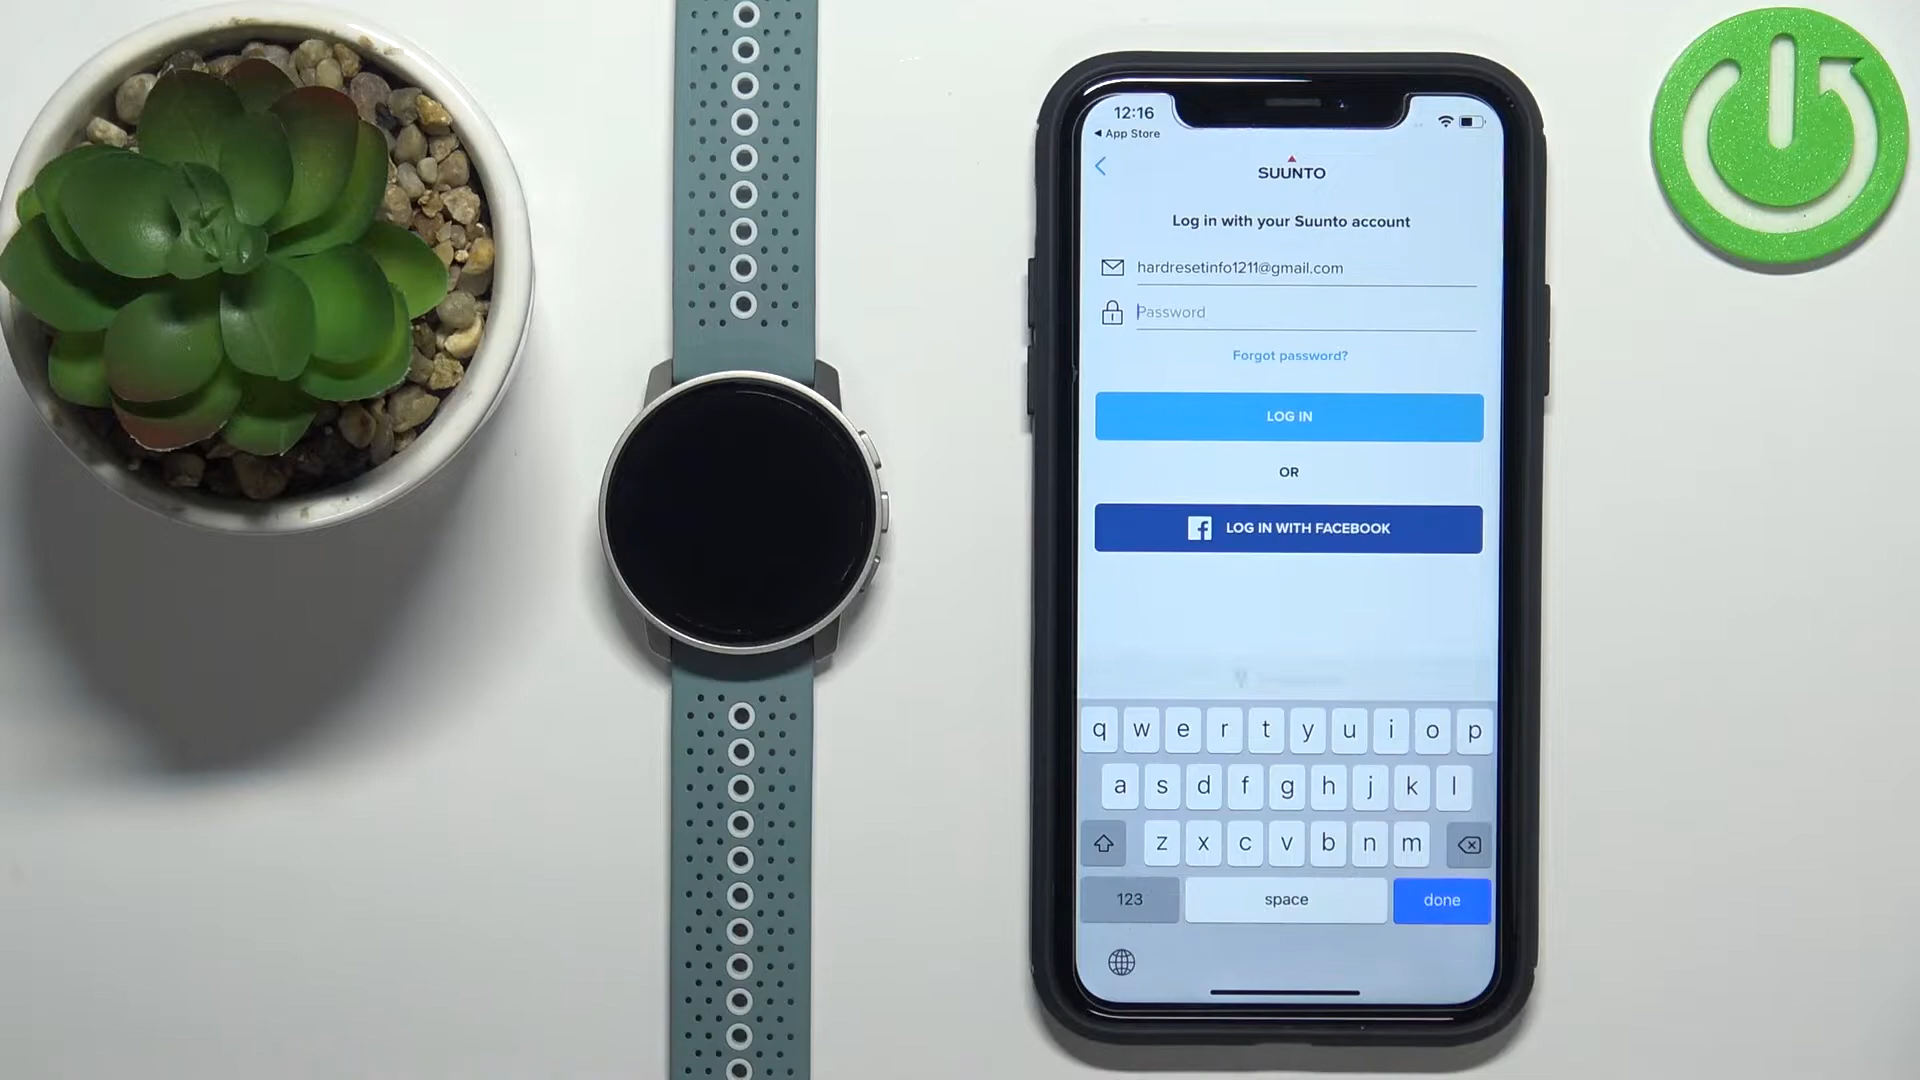 12:16
App Store
SUUNTO
Log in with your Suunto account
hardresetinfo1211@gmail.com
Password
Forgot password?
LOG IN
OR
f LOG IN WITH FACEBOOK
q w e r t y u i o p
a s d f g h j k l
z x c v b n m
123 space done